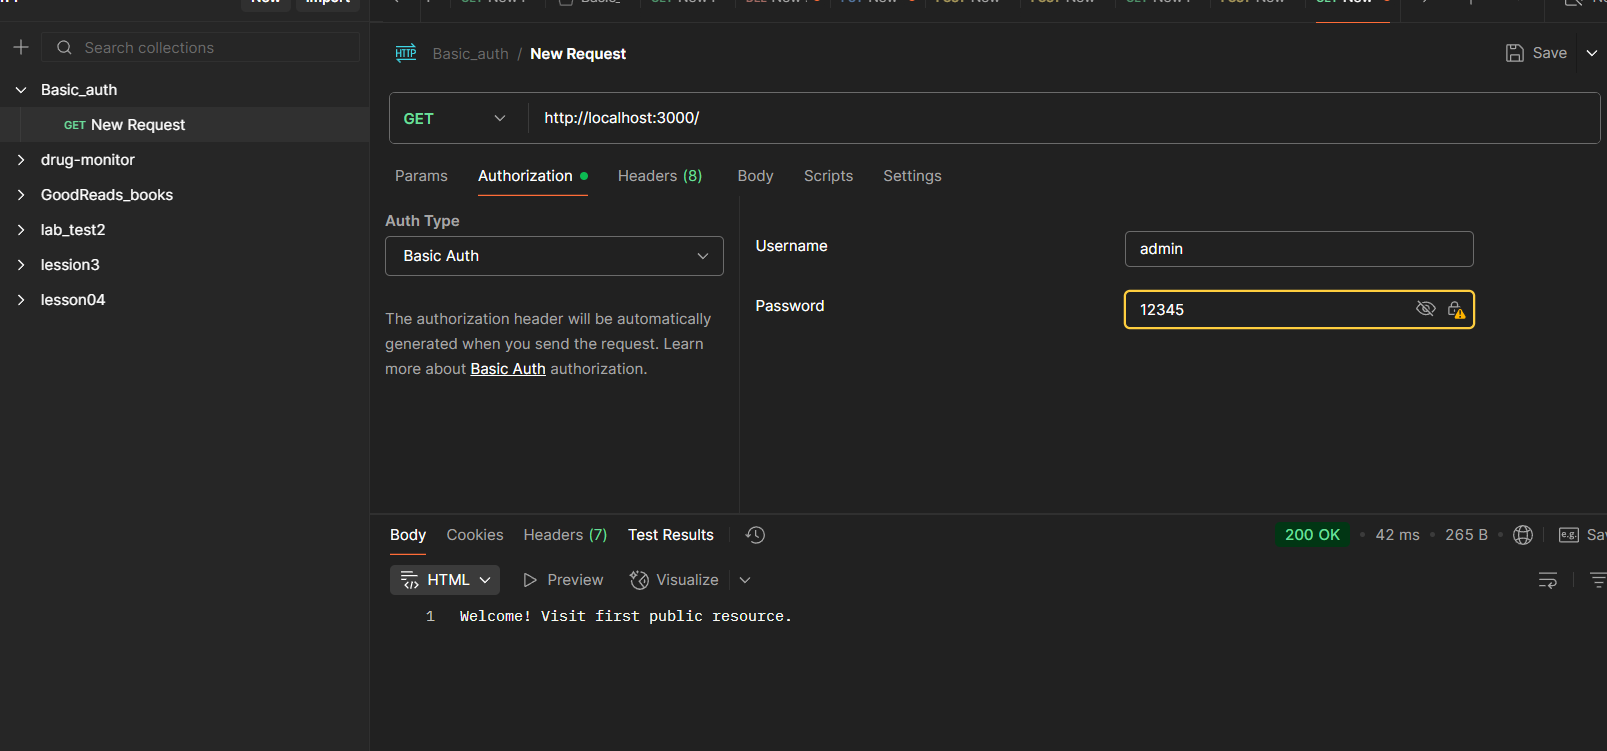 New Import
Search collections
Basic_auth
GET New Request
drug-monitor
GoodReads_books
lab_test2
lession3
lesson04
HTTP Basic_auth / New Request
Save
GET http://localhost:3000/
Params Authorization Headers (8) Body Scripts Settings
Auth Type
Basic Auth
The authorization header will be automatically
generated when you send the request. Learn
more about Basic Auth authorization.
Username admin
Password 12345
Body Cookies Headers (7) Test Results
200 OK • 42 ms • 265 B • e.g. Sav
HTML Preview Visualize
1 Welcome! Visit first public resource.